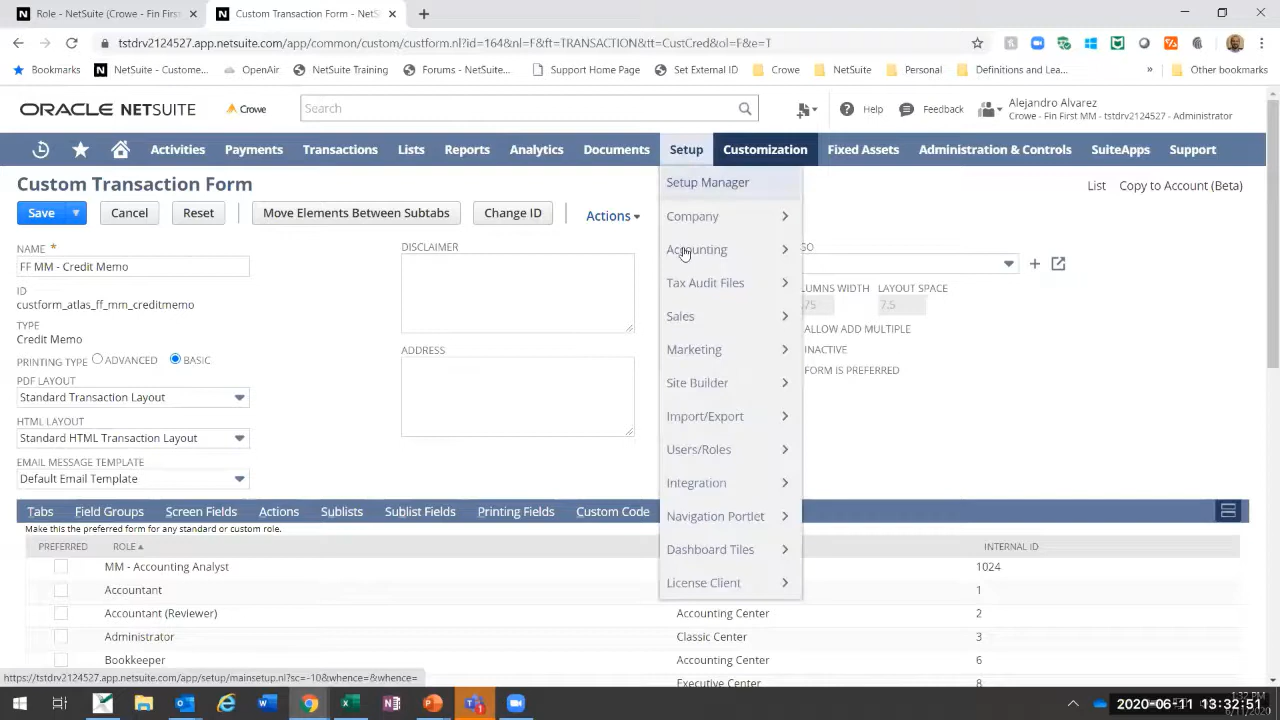 Role - NetSuite (Crowe - Fin First
Custom Transaction Form - NetS
tstdrv2124527.app.netsuite.com/app/common/custom/custform.nl?id=164&nl=F&ft=TRANSACTION&tt=CustCred&ol=F&e=T
Bookmarks
NetSuite - Custome...
OpenAir
NetSuite Training
Forums - NetSuite...
Support Home Page
Set External ID
Crowe
NetSuite
Personal
Definitions and Lea...
»
Other bookmarks
ORACLE NETSUITE
Crowe
Search
Help
Feedback
Alejandro Alvarez
Crowe - Fin First MM - tstdrv2124527 - Administrator
Activities Payments Transactions Lists Reports Analytics Documents Setup Customization Fixed Assets Administration & Controls SuiteApps Support
Custom Transaction Form
List Copy to Account (Beta)
Save Cancel Reset Move Elements Between Subtabs Change ID Actions
NAME *
FF MM - Credit Memo
ID
custform_atlas_ff_mm_creditmemo
TYPE
Credit Memo
PRINTING TYPE ADVANCED BASIC
PDF LAYOUT
Standard Transaction Layout
HTML LAYOUT
Standard HTML Transaction Layout
EMAIL MESSAGE TEMPLATE
Default Email Template
DISCLAIMER
ADDRESS
Setup Manager
Company
Accounting
Tax Audit Files
Sales
Marketing
Site Builder
Import/Export
Users/Roles
Integration
Navigation Portlet
Dashboard Tiles
License Client
GO
UMNS WIDTH LAYOUT SPACE
.75 7.5
ALLOW ADD MULTIPLE
INACTIVE
FORM IS PREFERRED
Tabs Field Groups Screen Fields Actions Sublists Sublist Fields Printing Fields Custom Code
Make this the preferred form for any standard or custom role.
PREFERRED ROLE INTERNAL ID
MM - Accounting Analyst 1024
Accountant 1
Accountant (Reviewer) Accounting Center 2
Administrator Classic Center 3
Bookkeeper Accounting Center 6
Executive Center 8
https://tstdrv2124527.app.netsuite.com/app/setup/mainsetup.nl?sc=-10&whence=&whence=
1:32 PM
6/11/2020
2020-06-11 13:32:51